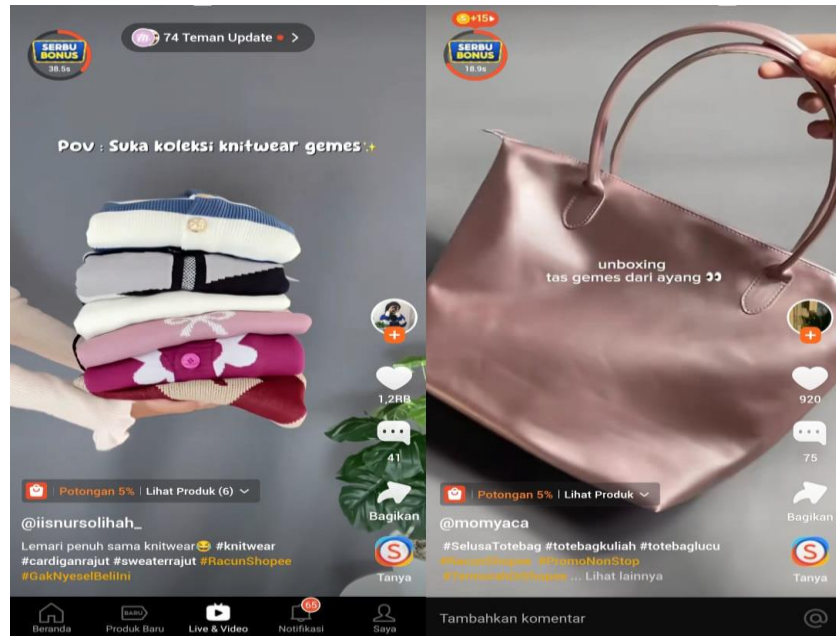 SERBU
BONUS
38.5s
74 Teman Update
Pov : Suka koleksi knitwear gemes✨
1,2RB
41
Bagikan
Tanya
Potongan 5% | Lihat Produk (6)
@iisnursolihah_
Lemari penuh sama knitwear😂 #knitwear
#cardiganrajut #sweaterrajut #RacunShopee
#GakNyeselBeliIni
Beranda
BARU
Produk Baru
Live & Video
65
Notifikasi
Saya
+15
SERBU
BONUS
18.9s
unboxing
tas gemes dari ayang 👀
920
75
Bagikan
Tanya
Potongan 5% | Lihat Produk
@momyaca
#SelusaTotebag #totebagkuliah #totebaglucu
#RacunShopee #PromoNonStop
... Lihat lainnya
Tambahkan komentar